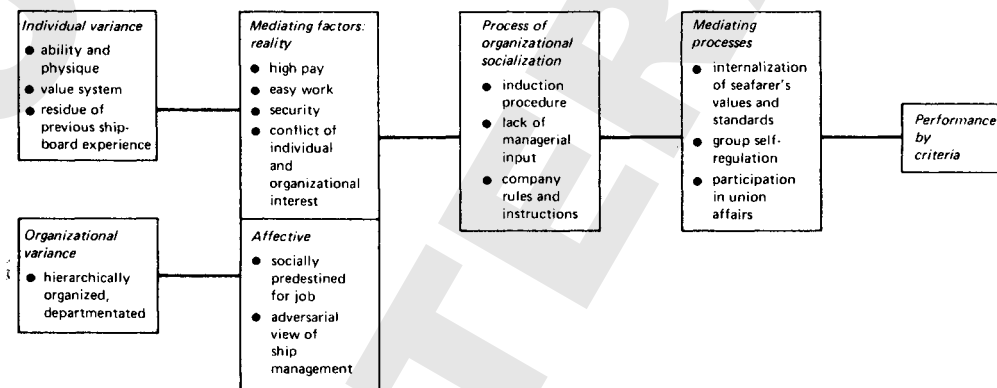 Individual variance
● ability and
physique
● value system
● residue of
previous ship-
board experience
Organizational
variance
● hierarchically
organized,
departmentated
Mediating factors:
reality
● high pay
● easy work
● security
● conflict of
individual
and
organizational
interest
Affective
● socially
predestined
for job
● adversarial
view of
ship
management
Process of
organizational
socialization
● induction
procedure
● lack of
managerial
input
● company
rules and
instructions
Mediating
processes
● internalization
of seafarer's
values and
standards
● group self-
regulation
● participation
in union
affairs
Performance
by
criteria